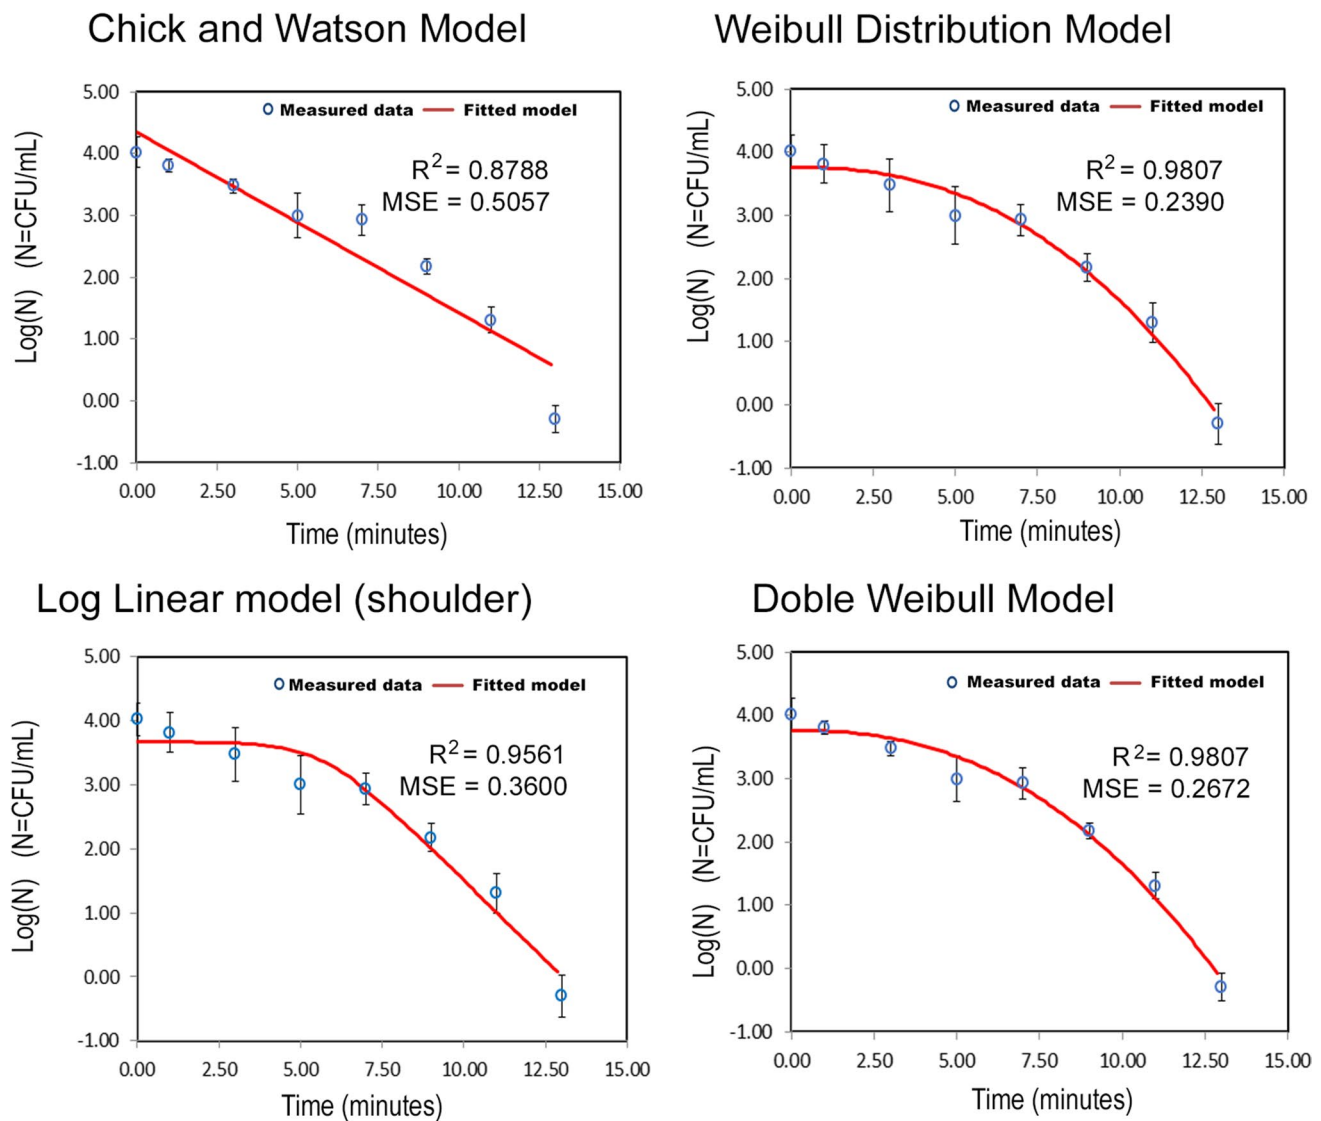 Chick and Watson Model
Log(N) (N=CFU/mL)
5.00
4.00
3.00
2.00
1.00
0.00
-1.00
Measured data Fitted model
R2= 0.8788
MSE = 0.5057
0.00 2.50 5.00 7.50 10.00 12.50 15.00
Time (minutes)
Weibull Distribution Model
Log(N) (N=CFU/mL)
5.00
4.00
3.00
2.00
1.00
0.00
-1.00
Measured data Fitted model
R2= 0.9807
MSE = 0.2390
0.00 2.50 5.00 7.50 10.00 12.50 15.00
Time (minutes)
Log Linear model (shoulder)
Log(N) (N=CFU/mL)
5.00
4.00
3.00
2.00
1.00
0.00
-1.00
Measured data Fitted model
R2= 0.9561
MSE = 0.3600
0.00 2.50 5.00 7.50 10.00 12.50 15.00
Time (minutes)
Doble Weibull Model
Log(N) (N=CFU/mL)
5.00
4.00
3.00
2.00
1.00
0.00
-1.00
Measured data Fitted model
R2= 0.9807
MSE = 0.2672
0.00 2.50 5.00 7.50 10.00 12.50 15.00
Time (minutes)